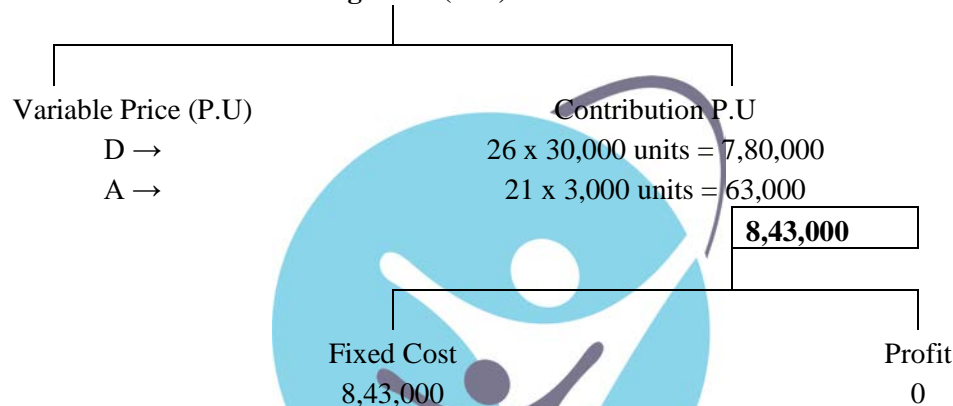 Variable Price (P.U) Contribution P.U
D → 26 x 30,000 units = 7,80,000
A → 21 x 3,000 units = 63,000
8,43,000
Fixed Cost Profit
8,43,000 0